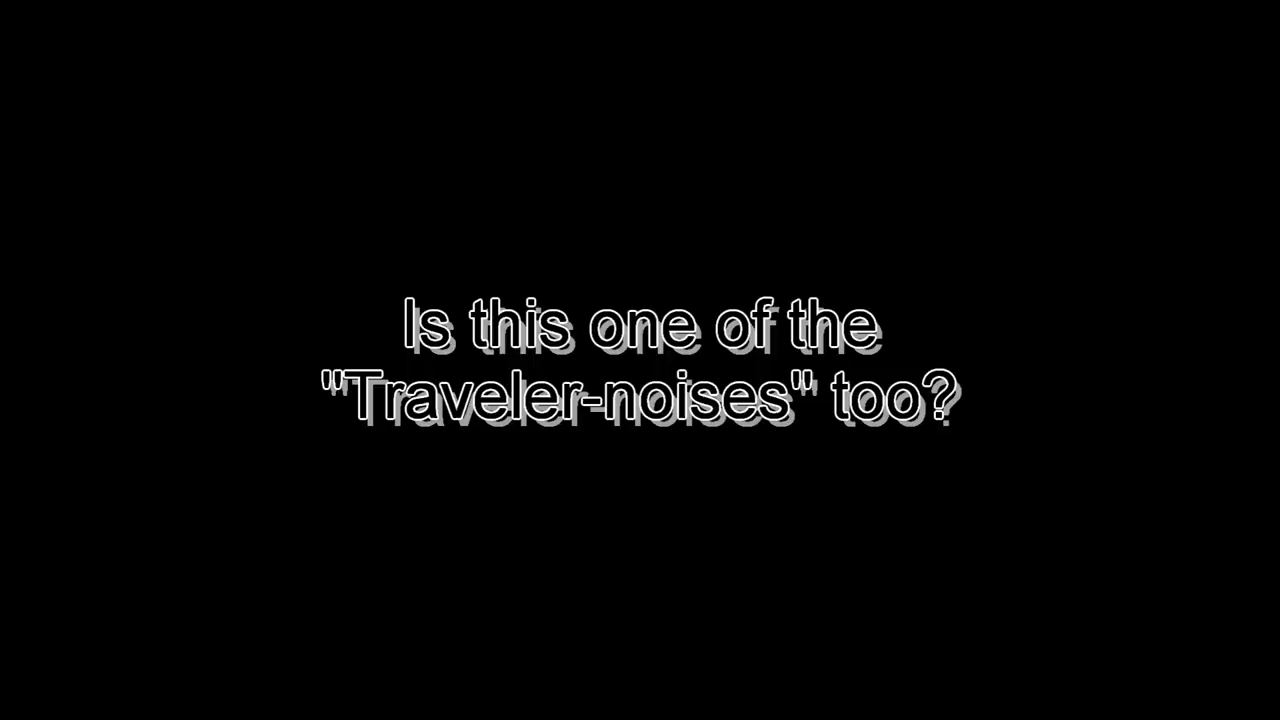 Is this one of the
"Traveler-noises" too?